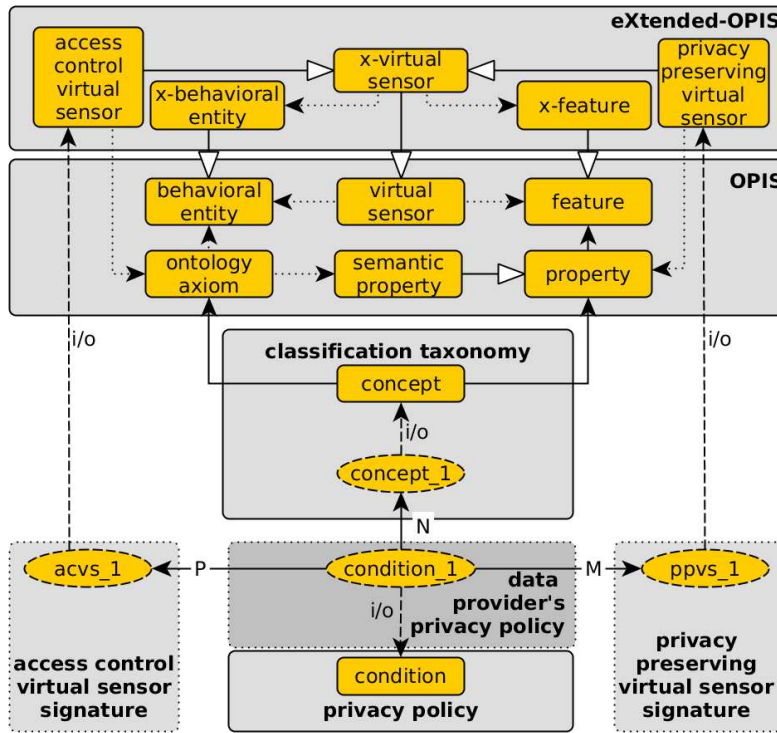 eXtended-OPIS
access
control
virtual
sensor
x-virtual
sensor
privacy
preserving
virtual
sensor
x-behavioral
entity
x-feature
OPIS
behavioral
entity
virtual
sensor
feature
ontology
axiom
semantic
property
property
i/o
i/o
classification taxonomy
concept
i/o
concept_1
N
acvs_1
P
condition_1
M
ppvs_1
data
provider's
privacy policy
i/o
access control
virtual sensor
signature
condition
privacy policy
privacy
preserving
virtual sensor
signature